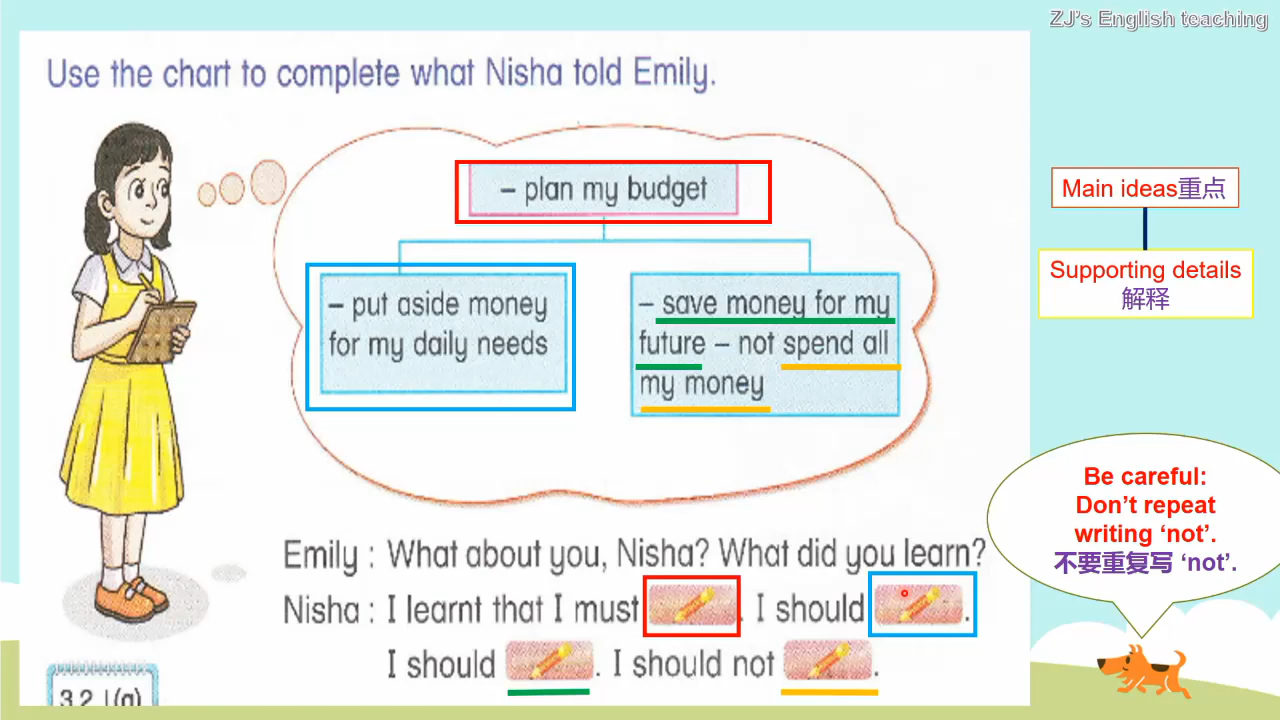 ZJ's English teaching
Use the chart to complete what Nisha told Emily.
– plan my budget
– put aside money
for my daily needs
– save money for my
future – not spend all
my money
Main ideas重点
Supporting details
解释
Be careful:
Don't repeat
writing 'not'.
不要重复写 'not'.
Emily : What about you, Nisha? What did you learn?
Nisha : I learnt that I must . I should .
I should . I should not .
3.2.1(a)